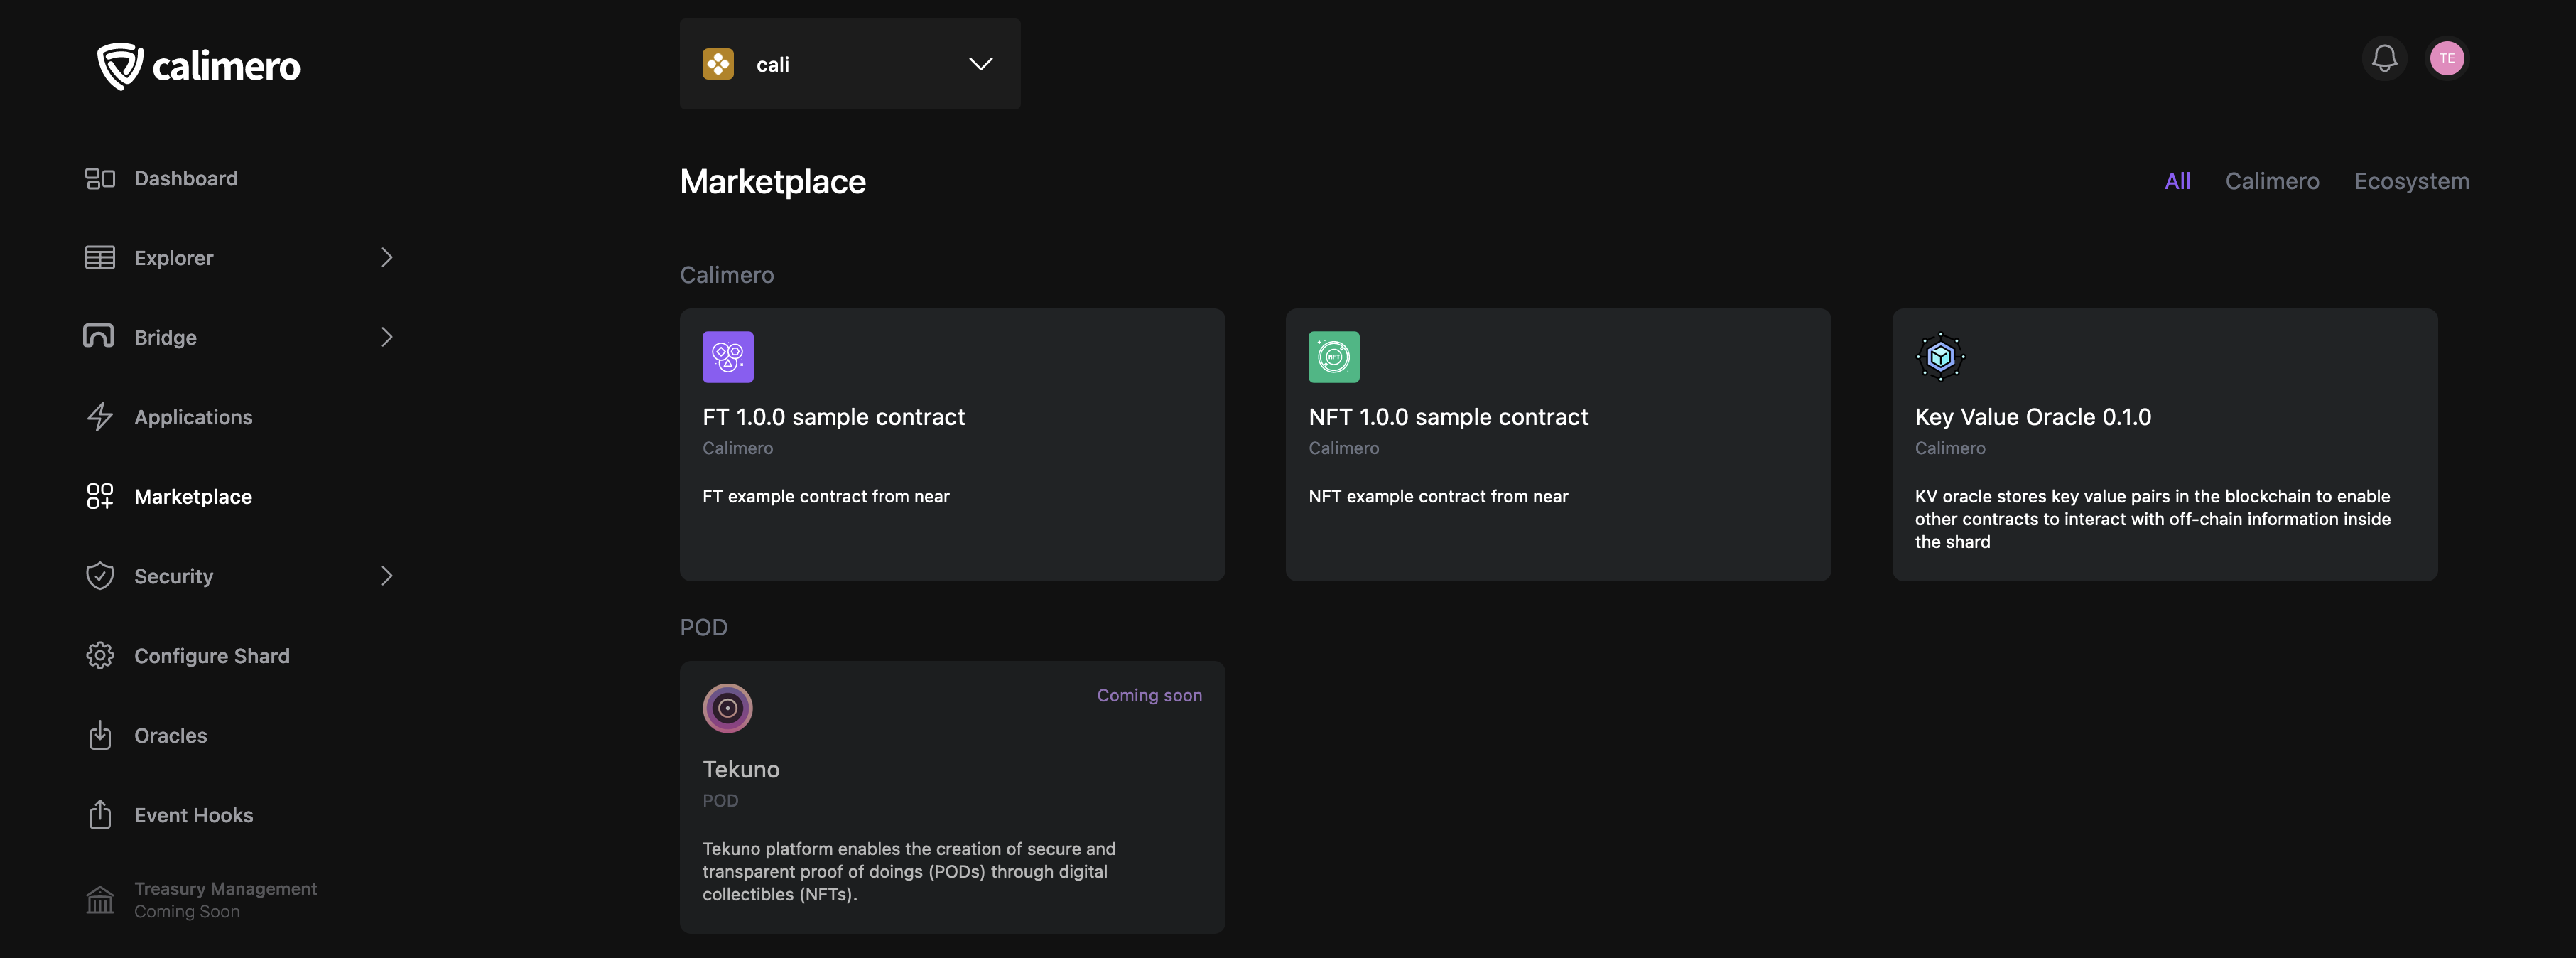 calimero
cali
TE
Dashboard
Explorer
Bridge
Applications
Marketplace
Security
Configure Shard
Oracles
Event Hooks
Treasury Management
Coming Soon
Marketplace
All Calimero Ecosystem
Calimero
FT 1.0.0 sample contract
Calimero
FT example contract from near
NFT
NFT 1.0.0 sample contract
Calimero
NFT example contract from near
Key Value Oracle 0.1.0
Calimero
KV oracle stores key value pairs in the blockchain to enable
other contracts to interact with off-chain information inside
the shard
POD
Coming soon
Tekuno
POD
Tekuno platform enables the creation of secure and
transparent proof of doings (PODs) through digital
collectibles (NFTs).